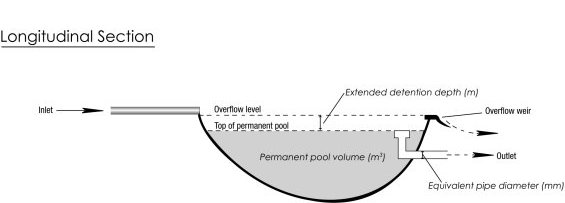 Longitudinal Section
Extended detention depth (m)
Inlet
Overflow level
Overflow weir
Top of permanent pool
Permanent pool volume (m³)
Outlet
Equivalent pipe diameter (mm)